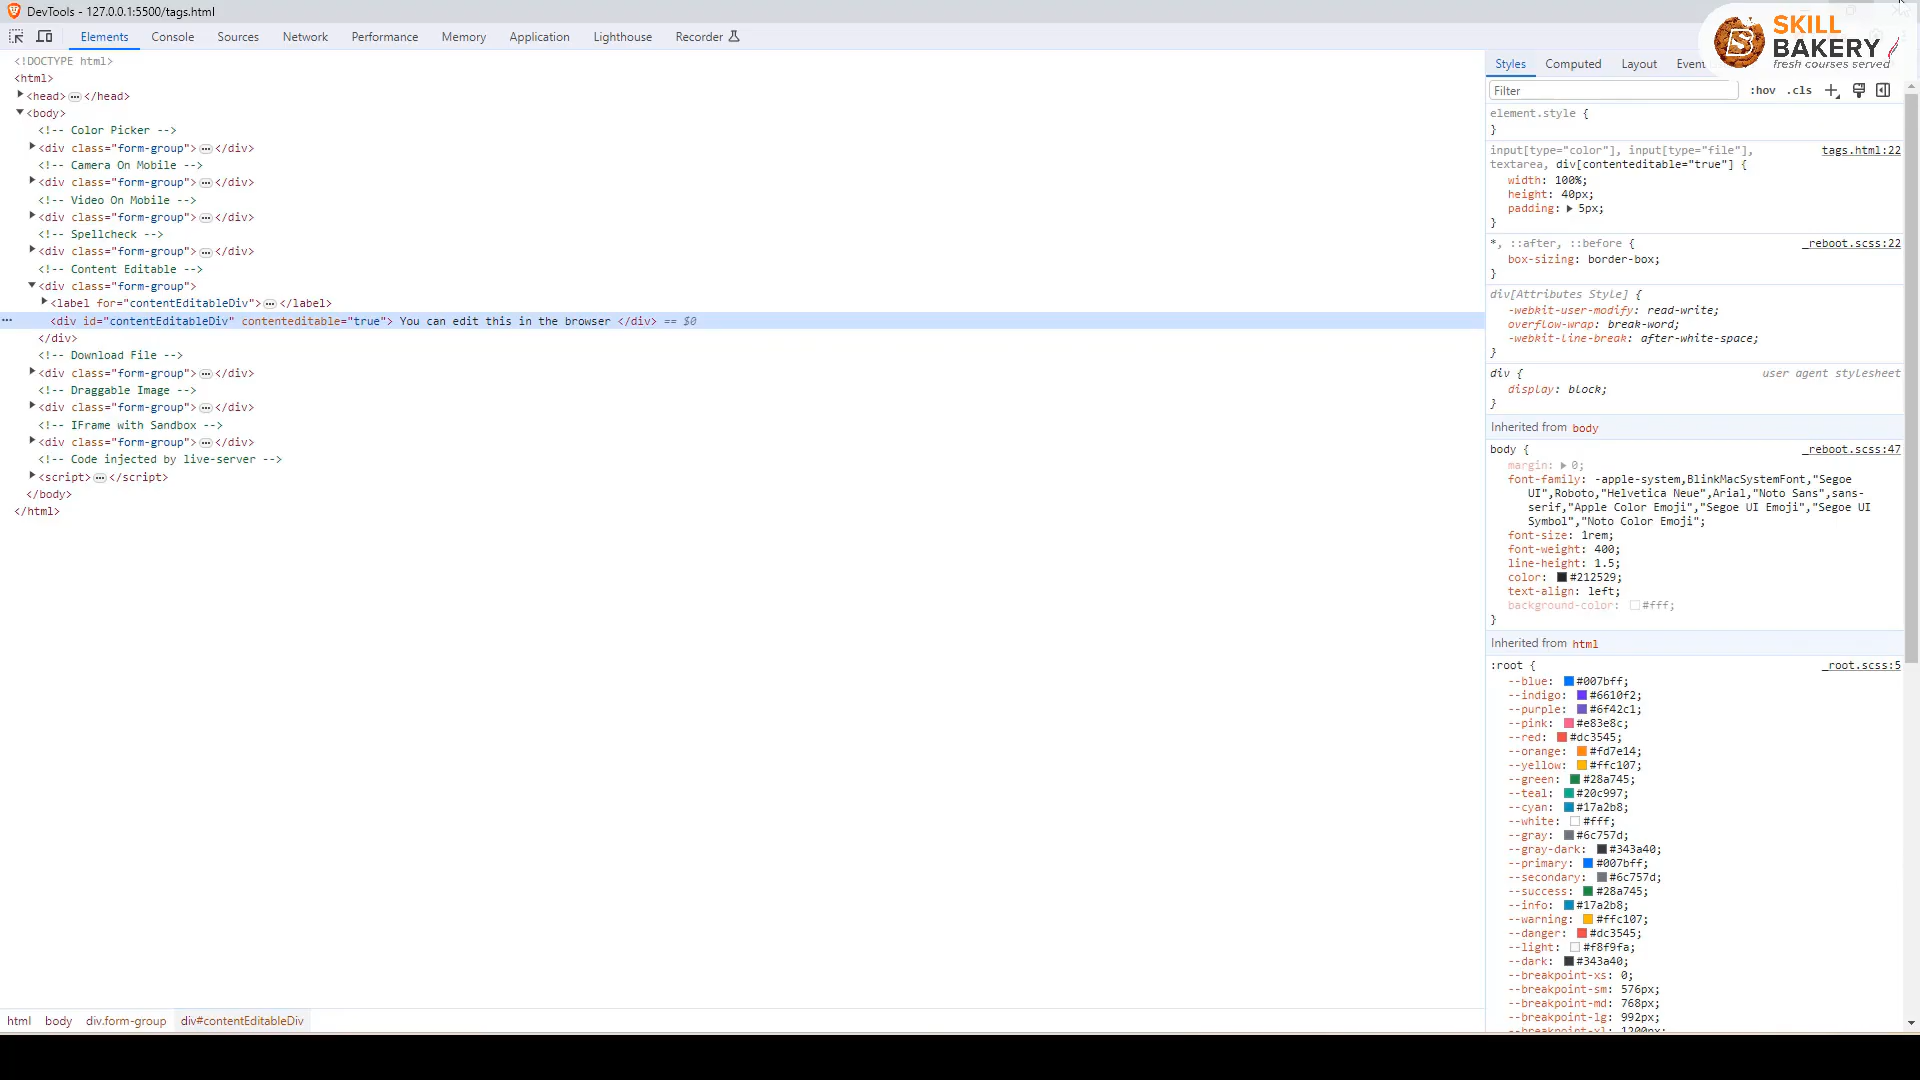 DevTools - 127.0.0.1:5500/tags.html
Elements Console Sources Network Performance Memory Application Lighthouse Recorder
SKILL
BAKERY
fresh courses served
<!DOCTYPE html>
<html>
<head> ⋯ </head>
<body>
<!-- Color Picker -->
<div class="form-group"> ⋯ </div>
<!-- Camera On Mobile -->
<div class="form-group"> ⋯ </div>
<!-- Video On Mobile -->
<div class="form-group"> ⋯ </div>
<!-- Spellcheck -->
<div class="form-group"> ⋯ </div>
<!-- Content Editable -->
<div class="form-group">
<label for="contentEditableDiv"> ⋯ </label>
<div id="contentEditableDiv" contenteditable="true"> You can edit this in the browser </div> == $0
</div>
<!-- Download File -->
<div class="form-group"> ⋯ </div>
<!-- Draggable Image -->
<div class="form-group"> ⋯ </div>
<!-- IFrame with Sandbox -->
<div class="form-group"> ⋯ </div>
<!-- Code injected by live-server -->
<script> ⋯ </script>
</body>
</html>
html body div.form-group div#contentEditableDiv
Styles Computed Layout Event
Filter :hov .cls
element.style {
}
input[type="color"], input[type="file"], tags.html:22
textarea, div[contenteditable="true"] {
width: 100%;
height: 40px;
padding: 5px;
}
*, ::after, ::before { _reboot.scss:22
box-sizing: border-box;
}
div[Attributes Style] {
-webkit-user-modify: read-write;
overflow-wrap: break-word;
-webkit-line-break: after-white-space;
}
div { user agent stylesheet
display: block;
}
Inherited from body
body { _reboot.scss:47
margin: 0;
font-family: -apple-system,BlinkMacSystemFont,"Segoe
UI",Roboto,"Helvetica Neue",Arial,"Noto Sans",sans-
serif,"Apple Color Emoji","Segoe UI Emoji","Segoe UI
Symbol","Noto Color Emoji";
font-size: 1rem;
font-weight: 400;
line-height: 1.5;
color: #212529;
text-align: left;
background-color: #fff;
}
Inherited from html
:root { _root.scss:5
--blue: #007bff;
--indigo: #6610f2;
--purple: #6f42c1;
--pink: #e83e8c;
--red: #dc3545;
--orange: #fd7e14;
--yellow: #ffc107;
--green: #28a745;
--teal: #20c997;
--cyan: #17a2b8;
--white: #fff;
--gray: #6c757d;
--gray-dark: #343a40;
--primary: #007bff;
--secondary: #6c757d;
--success: #28a745;
--info: #17a2b8;
--warning: #ffc107;
--danger: #dc3545;
--light: #f8f9fa;
--dark: #343a40;
--breakpoint-xs: 0;
--breakpoint-sm: 576px;
--breakpoint-md: 768px;
--breakpoint-lg: 992px;
--breakpoint-xl: 1200px;